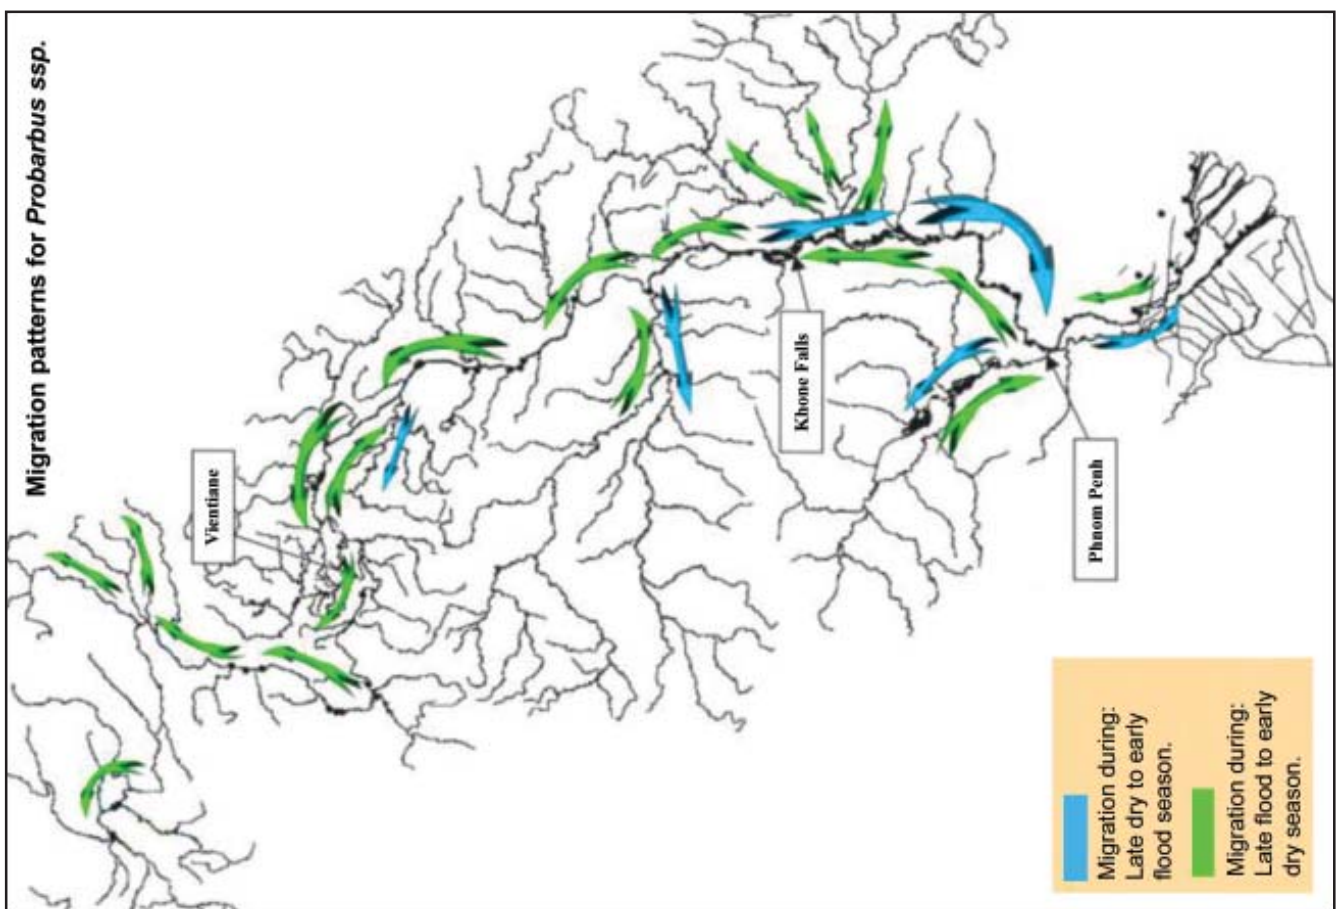 Migration patterns for Probarbus ssp.
Vientiane
Khone Falls
Phnom Penh
Migration during:
Late dry to early
flood season.
Migration during:
Late flood to early
dry season.